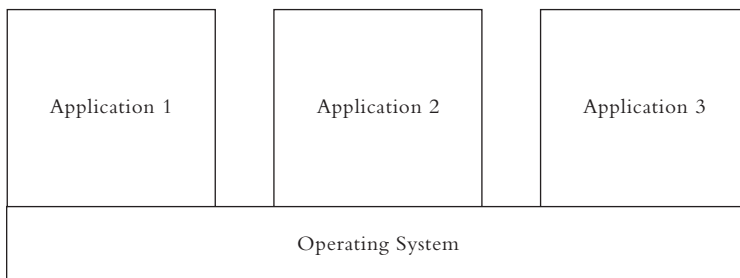 Application 1
Application 2
Application 3
Operating System